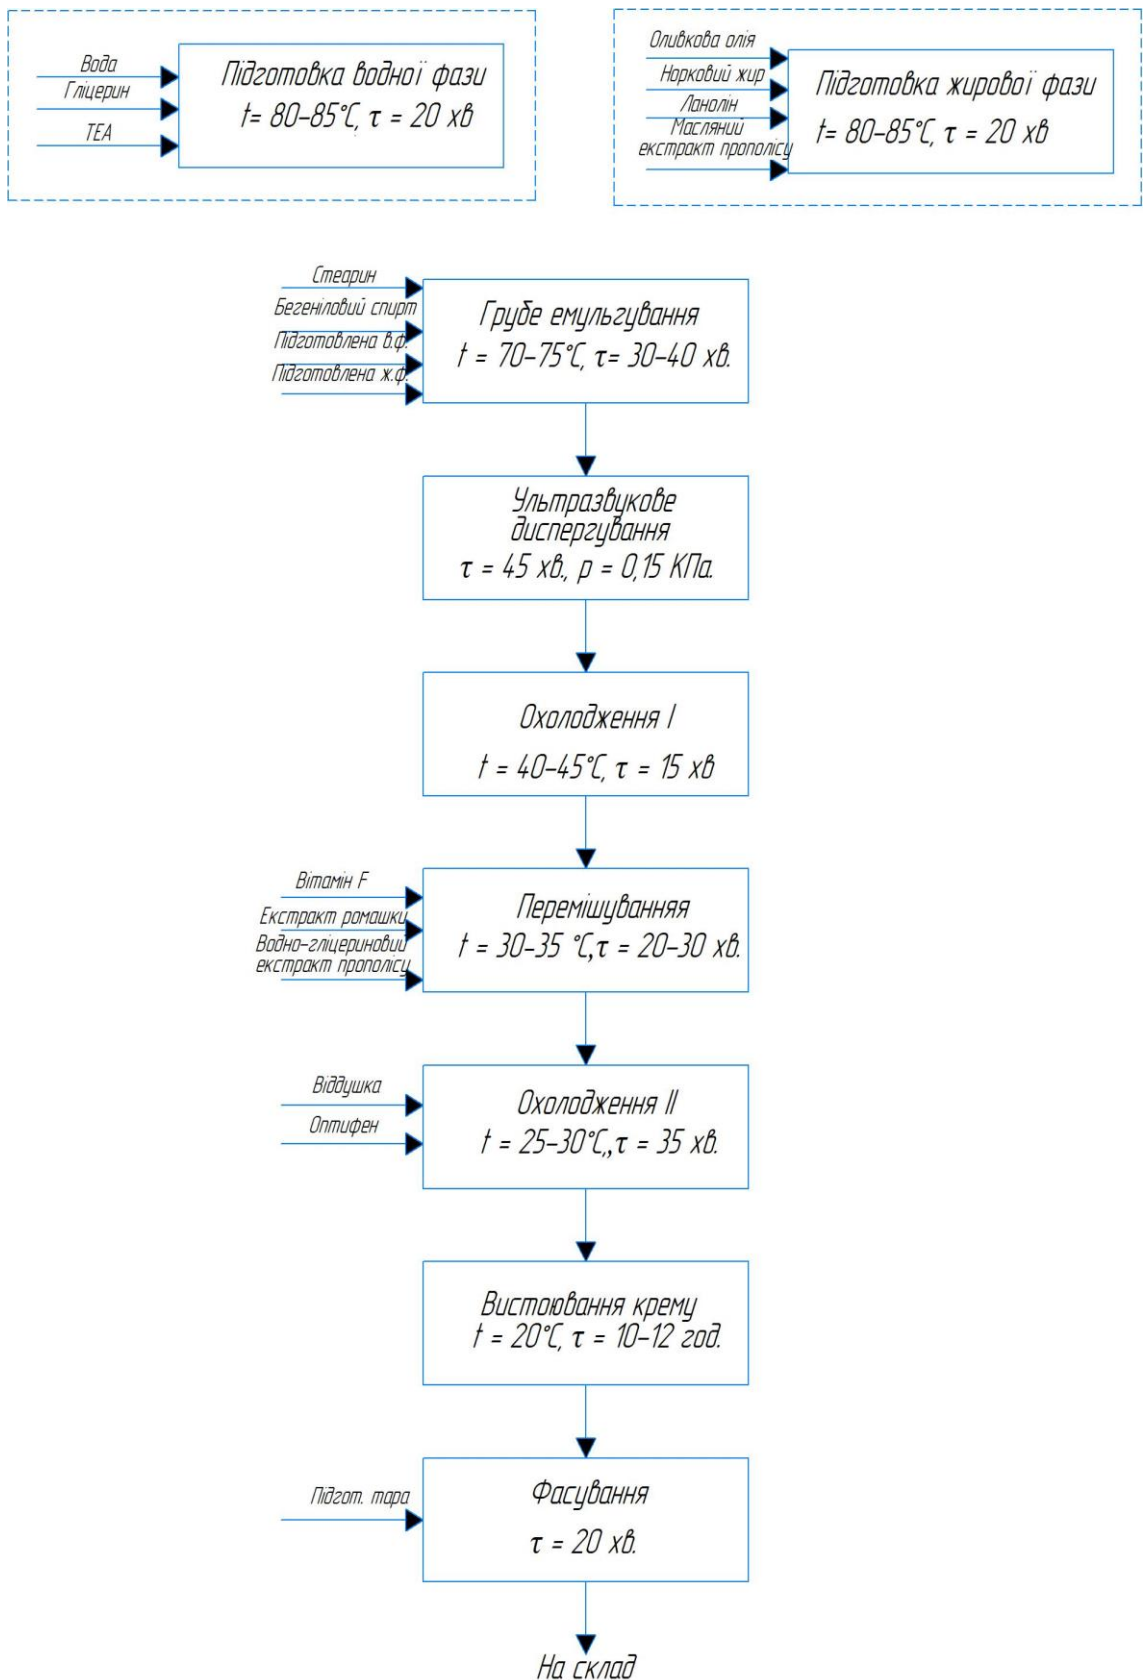 Вода
Гліцерин
ТЕА
Підготовка водної фази
t= 80-85°C, τ = 20 хв
Оливкова олія
Норковий жир
Ланолін
Масляний
екстракт прополісу
Підготовка жирової фази
t= 80-85°C, τ = 20 хв
Стеарин
Бегеніловий спирт
Підготовлена в.ф.
Підготовлена ж.ф.
Грубе емульгування
t = 70-75°C, τ= 30-40 хв.
Ультразвукове
диспергування
τ = 45 хв., p = 0,15 КПа.
Охолодження I
t = 40-45°C, τ = 15 хв
Вітамін F
Екстракт ромашки
Водно-гліцериновий
екстракт прополісу
Перемішуванняя
t = 30-35 °C,τ = 20-30 хв.
Віддушка
Оптифен
Охолодження II
t = 25-30°C,,τ = 35 хв.
Вистоювання крему
t = 20°C, τ = 10-12 год.
Підгот. тара
Фасування
τ = 20 хв.
На склад